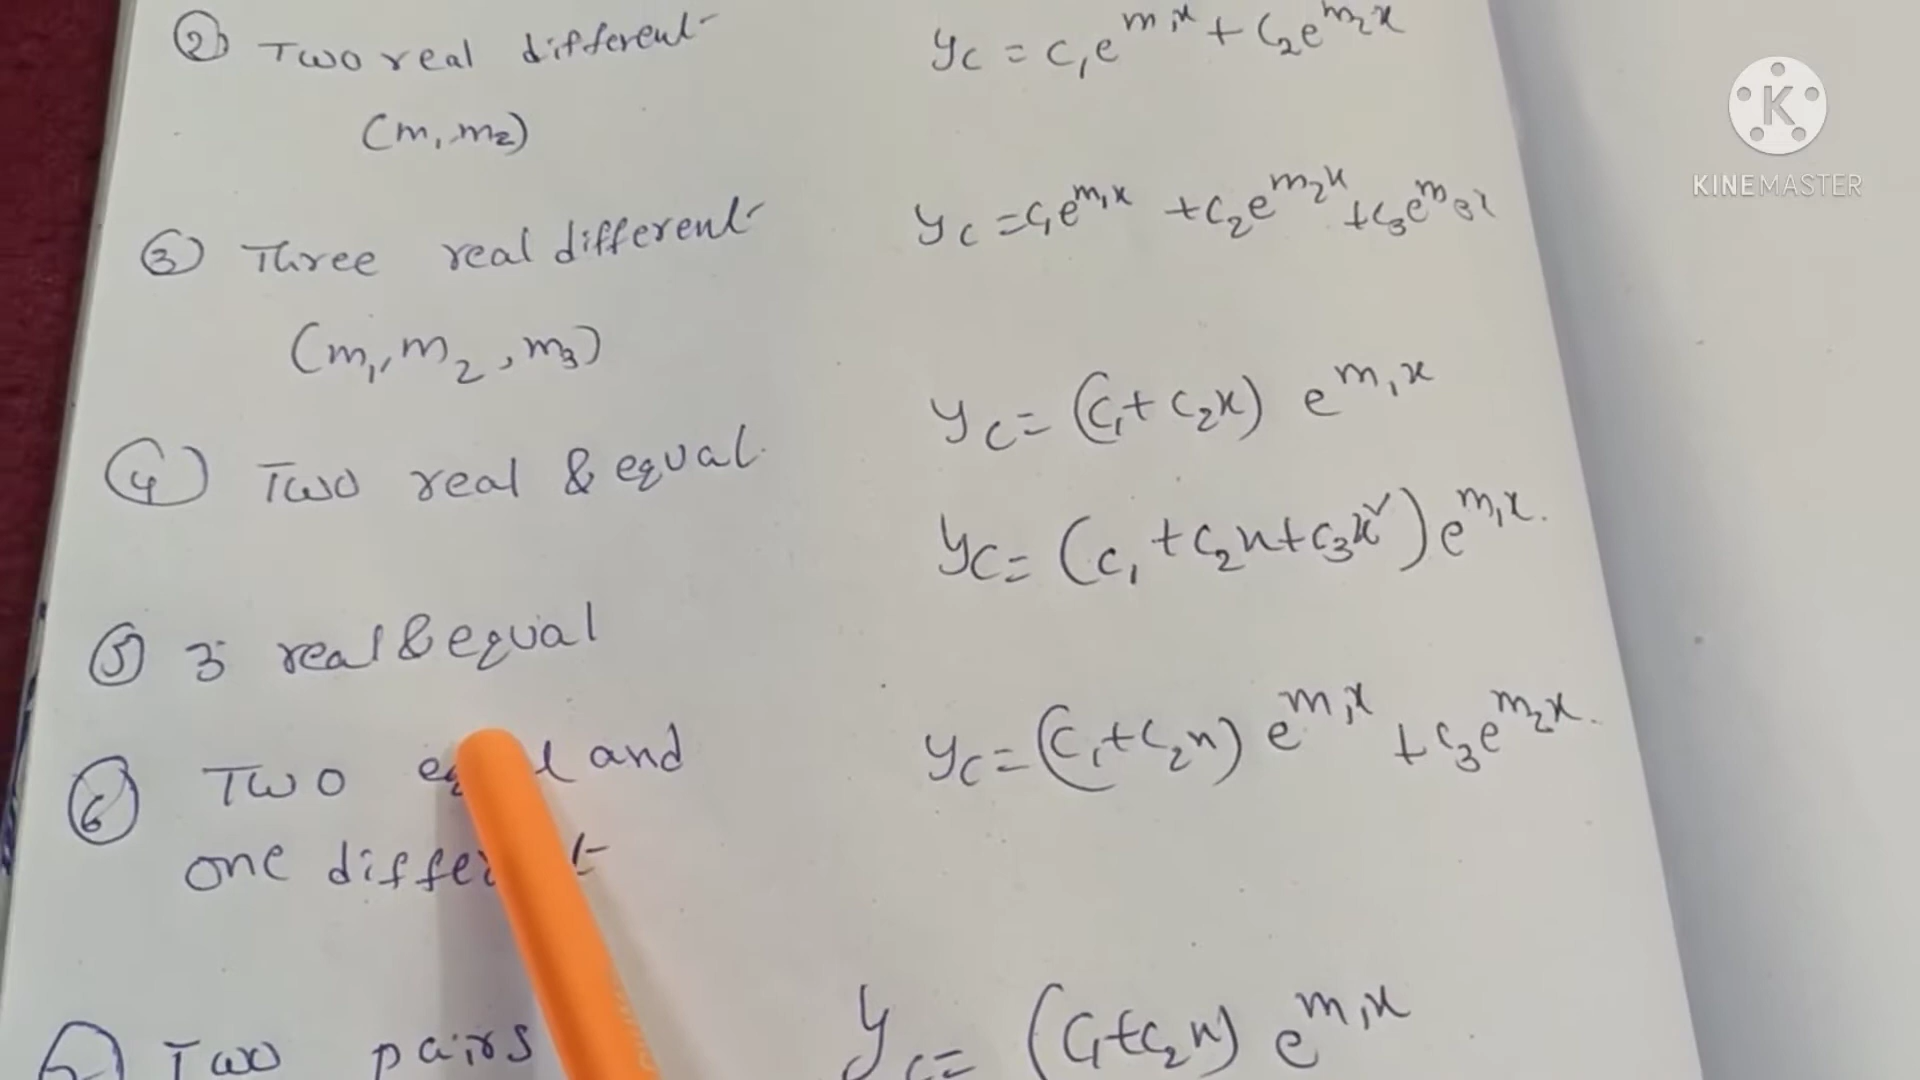 ② Two real different
y_c = c₁e^{m₁x} + c₂e^{m₂x}
(m₁, m₂)
③ Three real different
y_c = c₁e^{m₁x} + c₂e^{m₂x} + c₃e^{m₃x}
(m₁, m₂, m₃)
y_c = (c₁ + c₂x) e^{m₁x}
④ Two real & equal
y_c = (c₁ + c₂x + c₃x²) e^{m₁x}.
⑤ 3 real & equal
⑥ Two and
y_c = (c₁ + c₂x) e^{m₁x} + c₃e^{m₂x}.
one
Two pairs
y_c = (c₁ + c₂x) e^{m₁x}
K
KINEMASTER